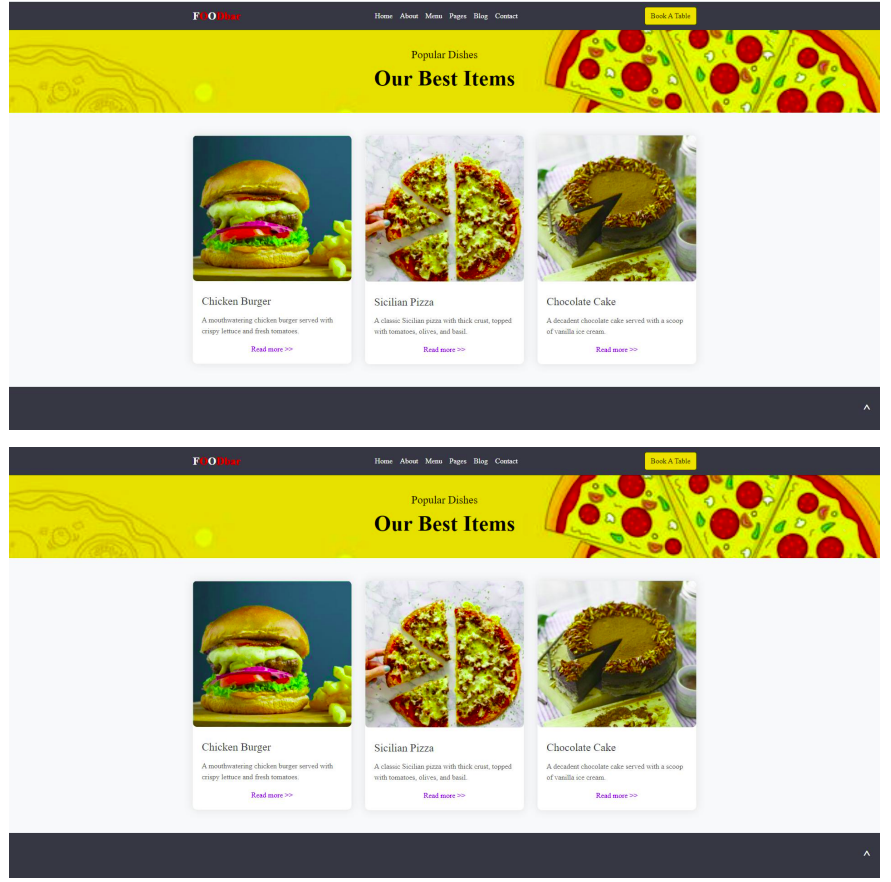 Home About Menu Pages Blog Contact
Book A Table
Popular Dishes
Our Best Items
Chicken Burger
A mouthwatering chicken burger served with
crispy lettuce and fresh tomatoes.
Read more >>
Sicilian Pizza
A classic Sicilian pizza with thick crust, topped
with tomatoes, olives, and basil.
Read more >>
Chocolate Cake
A decadent chocolate cake served with a scoop
of vanilla ice cream.
Read more >>
Home About Menu Pages Blog Contact
Book A Table
Popular Dishes
Our Best Items
Chicken Burger
A mouthwatering chicken burger served with
crispy lettuce and fresh tomatoes.
Read more >>
Sicilian Pizza
A classic Sicilian pizza with thick crust, topped
with tomatoes, olives, and basil.
Read more >>
Chocolate Cake
A decadent chocolate cake served with a scoop
of vanilla ice cream.
Read more >>